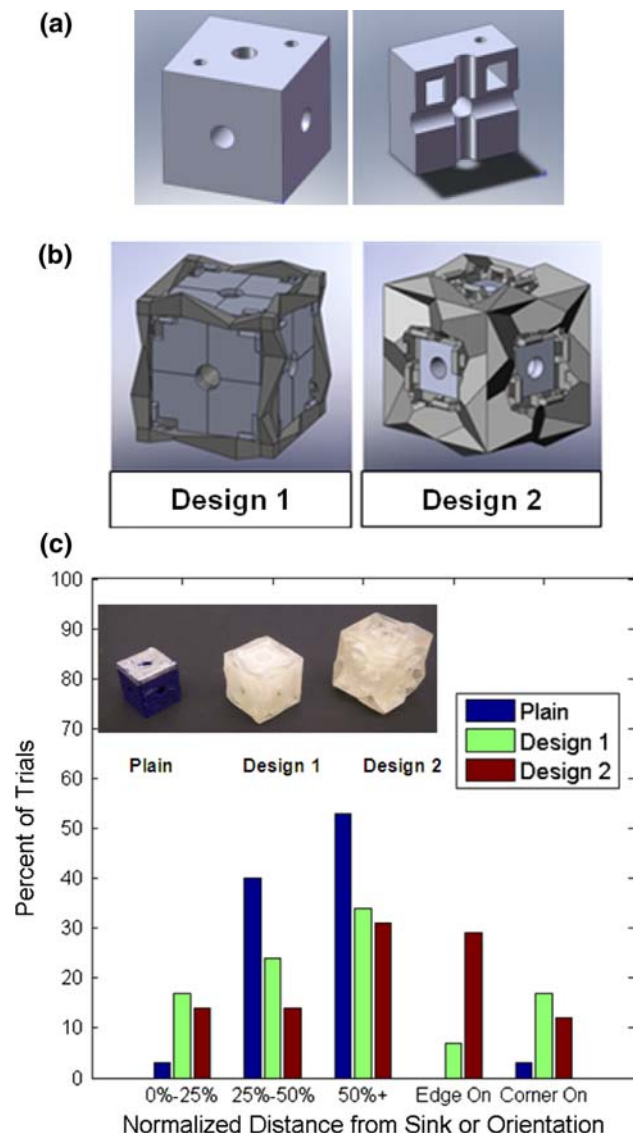 (a)
(b)
Design 1
Design 2
(c)
100
90
80
70
60
50
40
30
20
10
0
Percent of Trials
Plain
Design 1
Design 2
Plain
Design 1
Design 2
0%-25%
25%-50%
50%+
Edge On
Corner On
Normalized Distance from Sink or Orientation